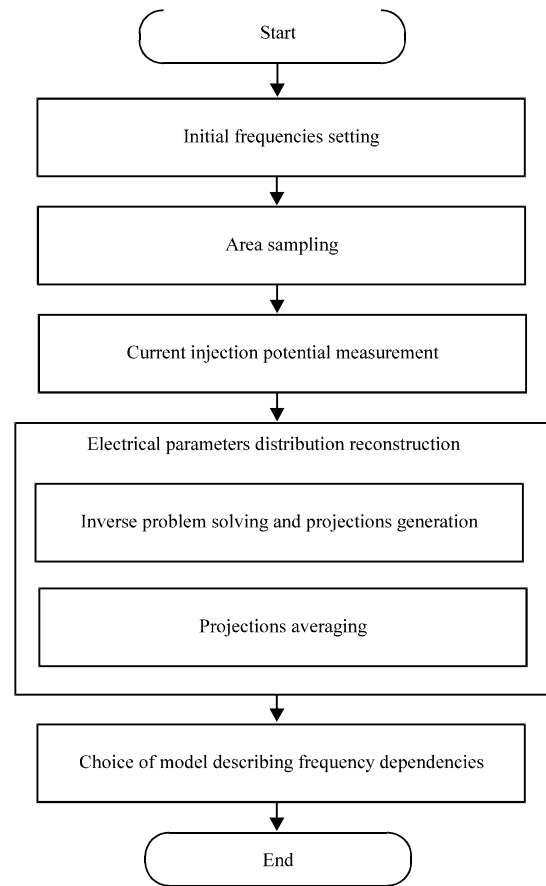 Start
Initial frequencies setting
Area sampling
Current injection potential measurement
Electrical parameters distribution reconstruction
Inverse problem solving and projections generation
Projections averaging
Choice of model describing frequency dependencies
End